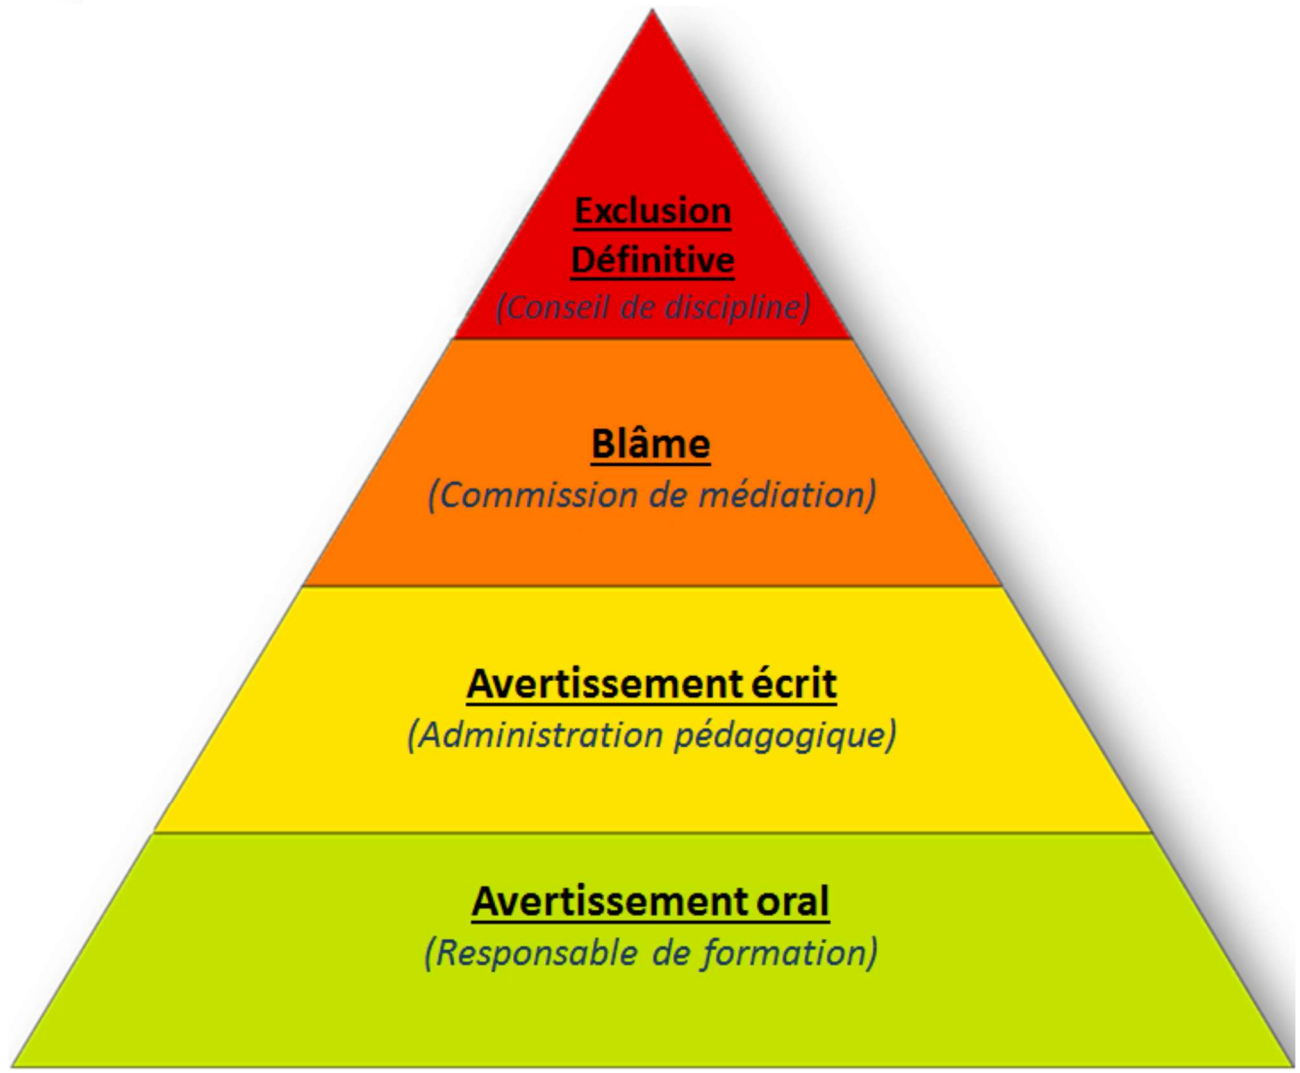 Exclusion
Définitive
(Conseil de discipline)
Blâme
(Commission de médiation)
Avertissement écrit
(Administration pédagogique)
Avertissement oral
(Responsable de formation)